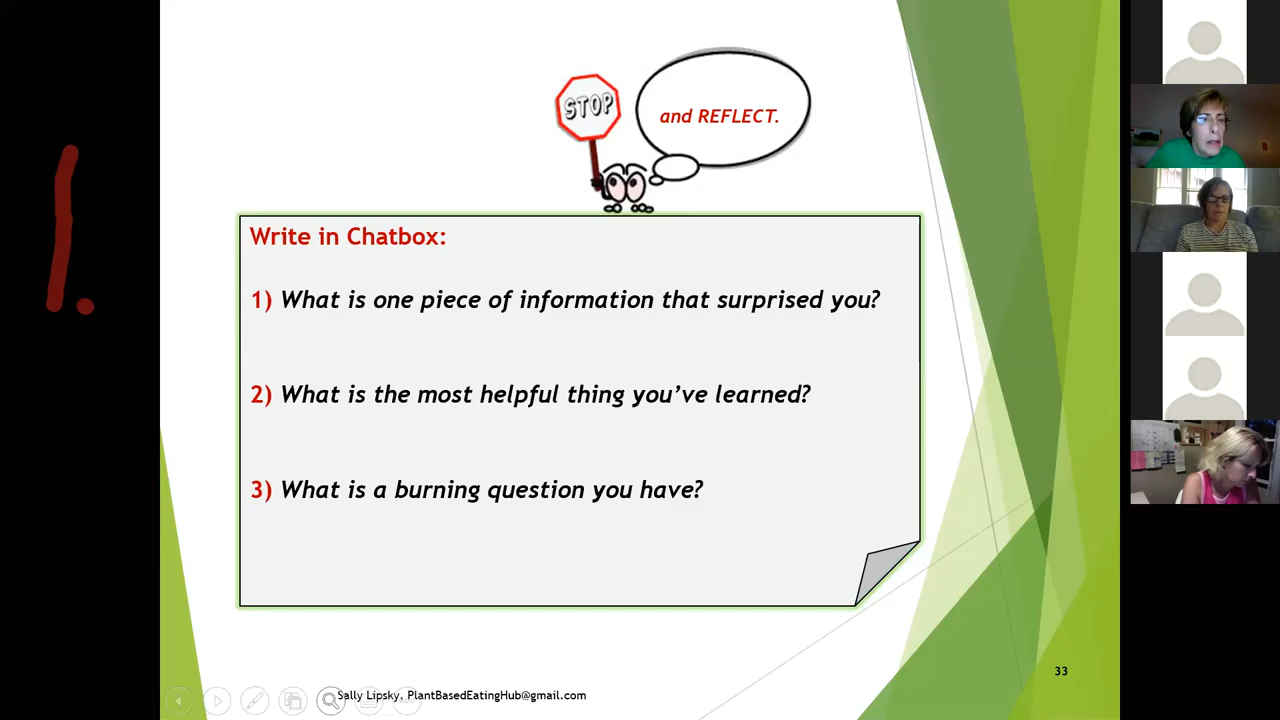 1.
STOP
and REFLECT.
Write in Chatbox:
1) What is one piece of information that surprised you?
2) What is the most helpful thing you’ve learned?
3) What is a burning question you have?
33
Sally Lipsky, PlantBasedEatingHub@gmail.com